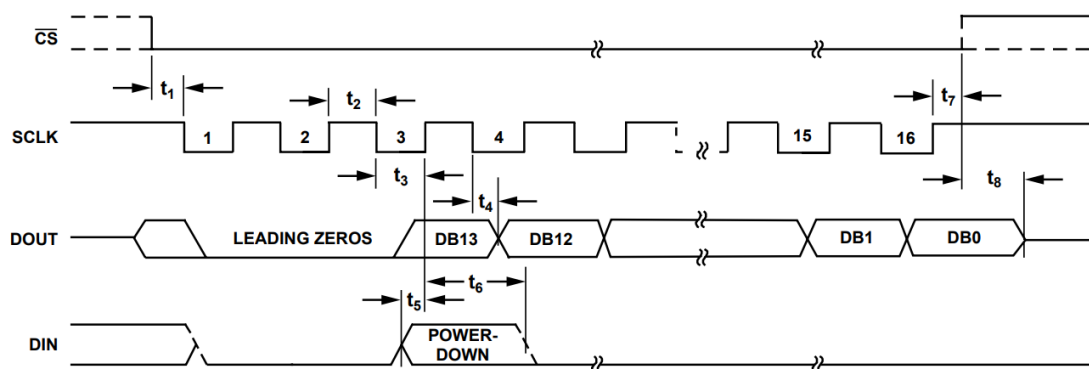 CS
t1
t2
t7
SCLK
1 2 3 4 15 16
t3
t4
t8
DOUT
LEADING ZEROS DB13 DB12 DB1 DB0
t6
t5
DIN
POWER-
DOWN